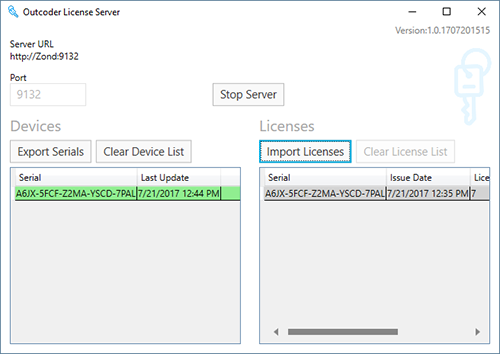 Outcoder License Server
Version:1.0.1707201515
Server URL
http://Zond:9132
Port
9132
Stop Server
Devices
Licenses
Export Serials
Clear Device List
Import Licenses
Clear License List
Serial Last Update
A6JX-5FCF-Z2MA-YSCD-7PAL 7/21/2017 12:44 PM
Serial Issue Date Lice
A6JX-5FCF-Z2MA-YSCD-7PAL 7/21/2017 12:35 PM 7